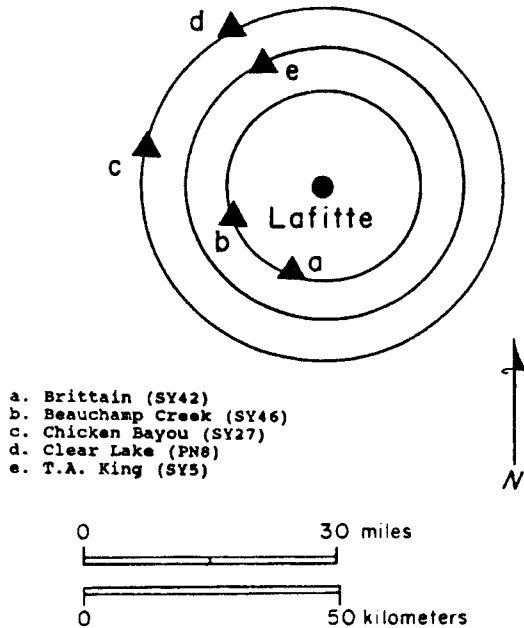 d
e
c
Lafitte
b
a
a. Brittain (SY42)
b. Beauchamp Creek (SY46)
c. Chicken Bayou (SY27)
d. Clear Lake (PN8)
e. T.A. King (SY5)
N
0 30 miles
0 50 kilometers